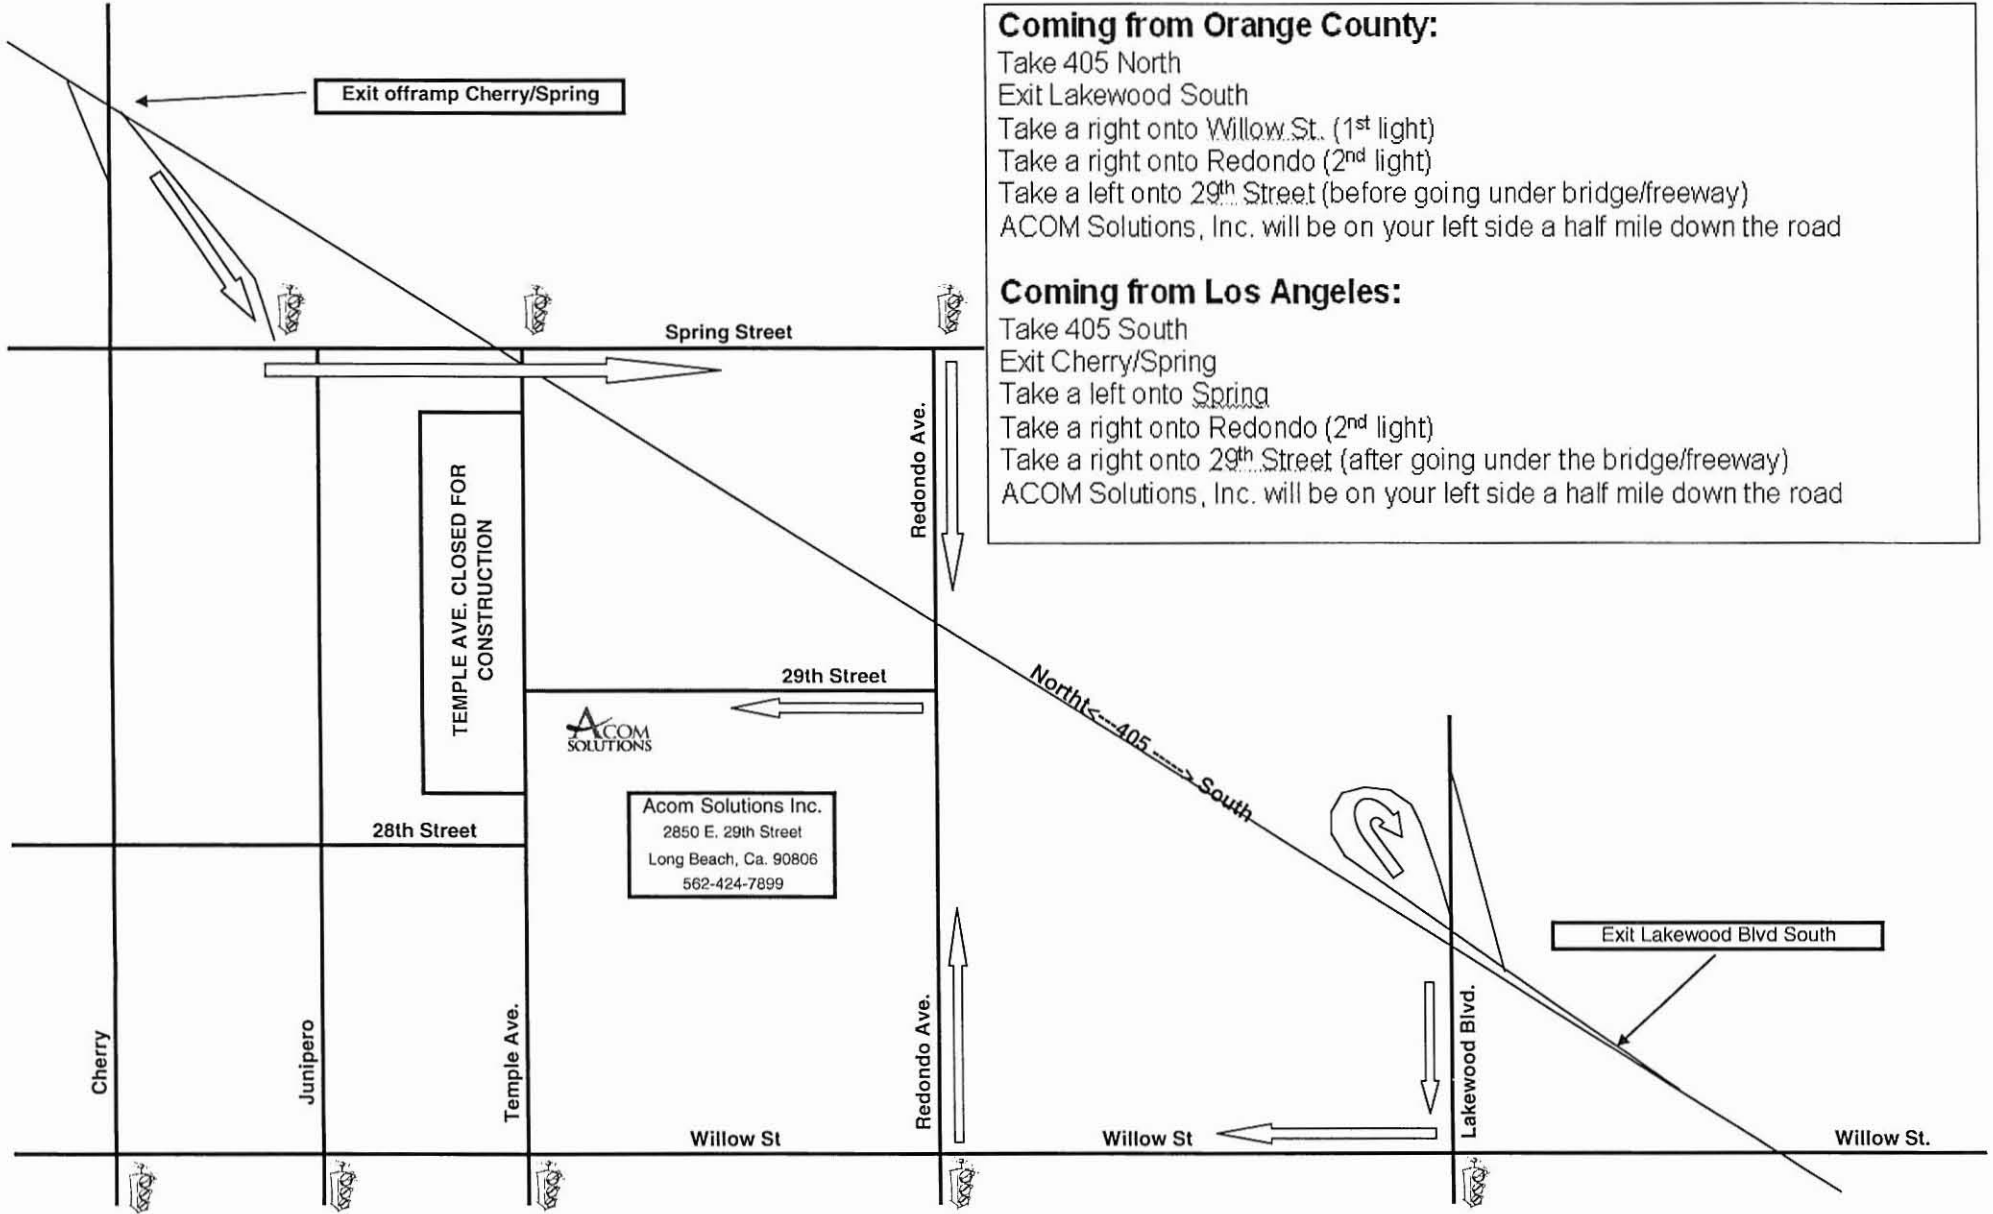 Coming from Orange County:
Take 405 North
Exit Lakewood South
Take a right onto Willow St. (1st light)
Take a right onto Redondo (2nd light)
Take a left onto 29th Street (before going under bridge/freeway)
ACOM Solutions, Inc. will be on your left side a half mile down the road
Coming from Los Angeles:
Take 405 South
Exit Cherry/Spring
Take a left onto Spring
Take a right onto Redondo (2nd light)
Take a right onto 29th Street (after going under the bridge/freeway)
ACOM Solutions, Inc. will be on your left side a half mile down the road
Exit offramp Cherry/Spring
Spring Street
Redondo Ave.
TEMPLE AVE. CLOSED FOR
CONSTRUCTION
29th Street
ACOM
SOLUTIONS
Northt<---405 -----> South
Acom Solutions Inc.
2850 E. 29th Street
Long Beach, Ca. 90806
562-424-7899
28th Street
Exit Lakewood Blvd South
Cherry
Junipero
Temple Ave.
Redondo Ave.
Lakewood Blvd.
Willow St
Willow St
Willow St.